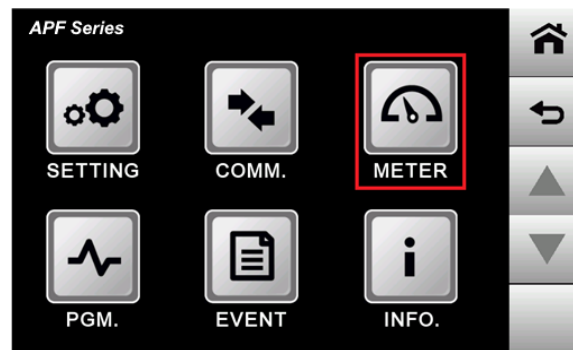 APF Series
SETTING COMM. METER
PGM. EVENT INFO.